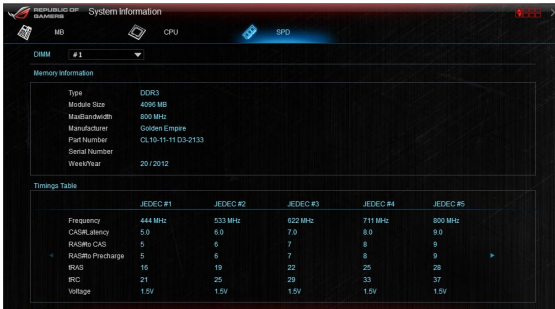 REPUBLIC OF
GAMERS
System Information
MB
CPU
SPD
DIMM #1
Memory Information
Type DDR3
Module Size 4096 MB
MaxBandwidth 800 MHz
Manufacturer Golden Empire
Part Number CL10-11-11 D3-2133
Serial Number
Week/Year 20 / 2012
Timings Table
JEDEC #1 JEDEC #2 JEDEC #3 JEDEC #4 JEDEC #5
Frequency 444 MHz 533 MHz 622 MHz 711 MHz 800 MHz
CAS#Latency 5.0 6.0 7.0 8.0 9.0
RAS#to CAS 5 6 7 8 9
RAS#to Precharge 5 6 7 8 9
tRAS 16 19 22 25 28
tRC 21 25 29 33 37
Voltage 1.5V 1.5V 1.5V 1.5V 1.5V